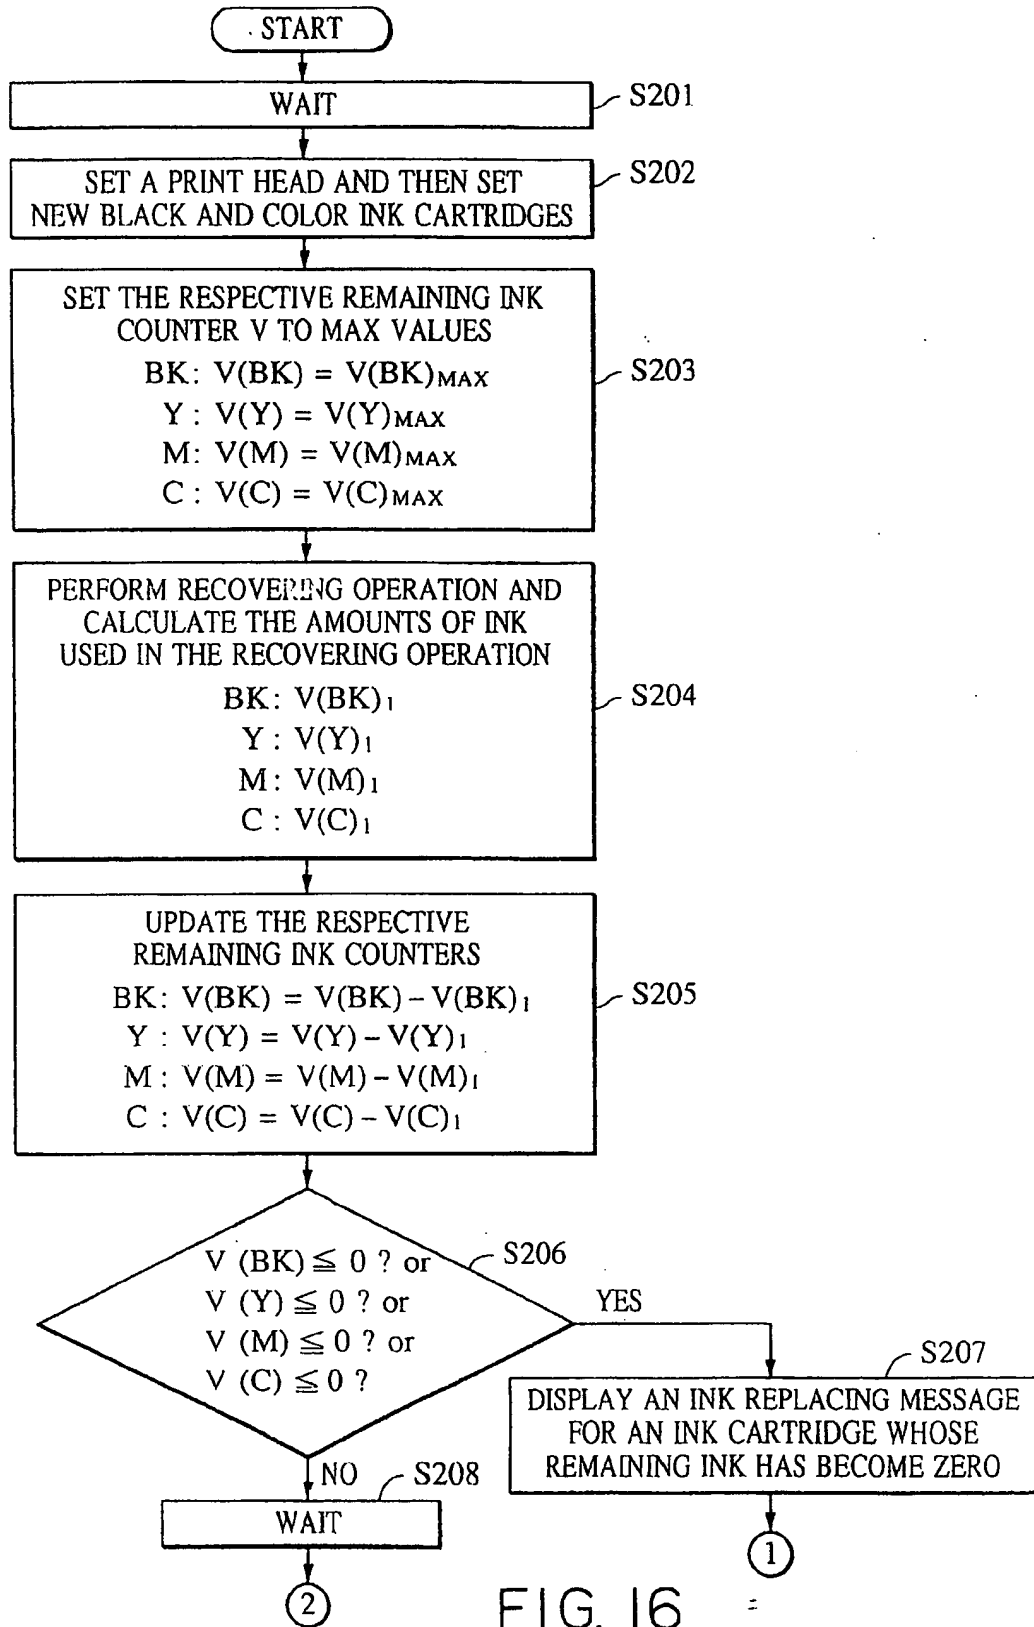 START
WAIT
S201
SET A PRINT HEAD AND THEN SET
NEW BLACK AND COLOR INK CARTRIDGES
S202
SET THE RESPECTIVE REMAINING INK
COUNTER V TO MAX VALUES
BK: V(BK) = V(BK)MAX
Y: V(Y) = V(Y)MAX
M: V(M) = V(M)MAX
C: V(C) = V(C)MAX
S203
PERFORM RECOVERING OPERATION AND
CALCULATE THE AMOUNTS OF INK
USED IN THE RECOVERING OPERATION
BK: V(BK)1
Y: V(Y)1
M: V(M)1
C: V(C)1
S204
UPDATE THE RESPECTIVE
REMAINING INK COUNTERS
BK: V(BK) = V(BK) – V(BK)1
Y: V(Y) = V(Y) – V(Y)1
M: V(M) = V(M) – V(M)1
C: V(C) = V(C) – V(C)1
S205
V (BK) ≦ 0 ? or
V (Y) ≦ 0 ? or
V (M) ≦ 0 ? or
V (C) ≦ 0 ?
S206
YES
S207
DISPLAY AN INK REPLACING MESSAGE
FOR AN INK CARTRIDGE WHOSE
REMAINING INK HAS BECOME ZERO
1
NO
S208
WAIT
2
FIG. 16